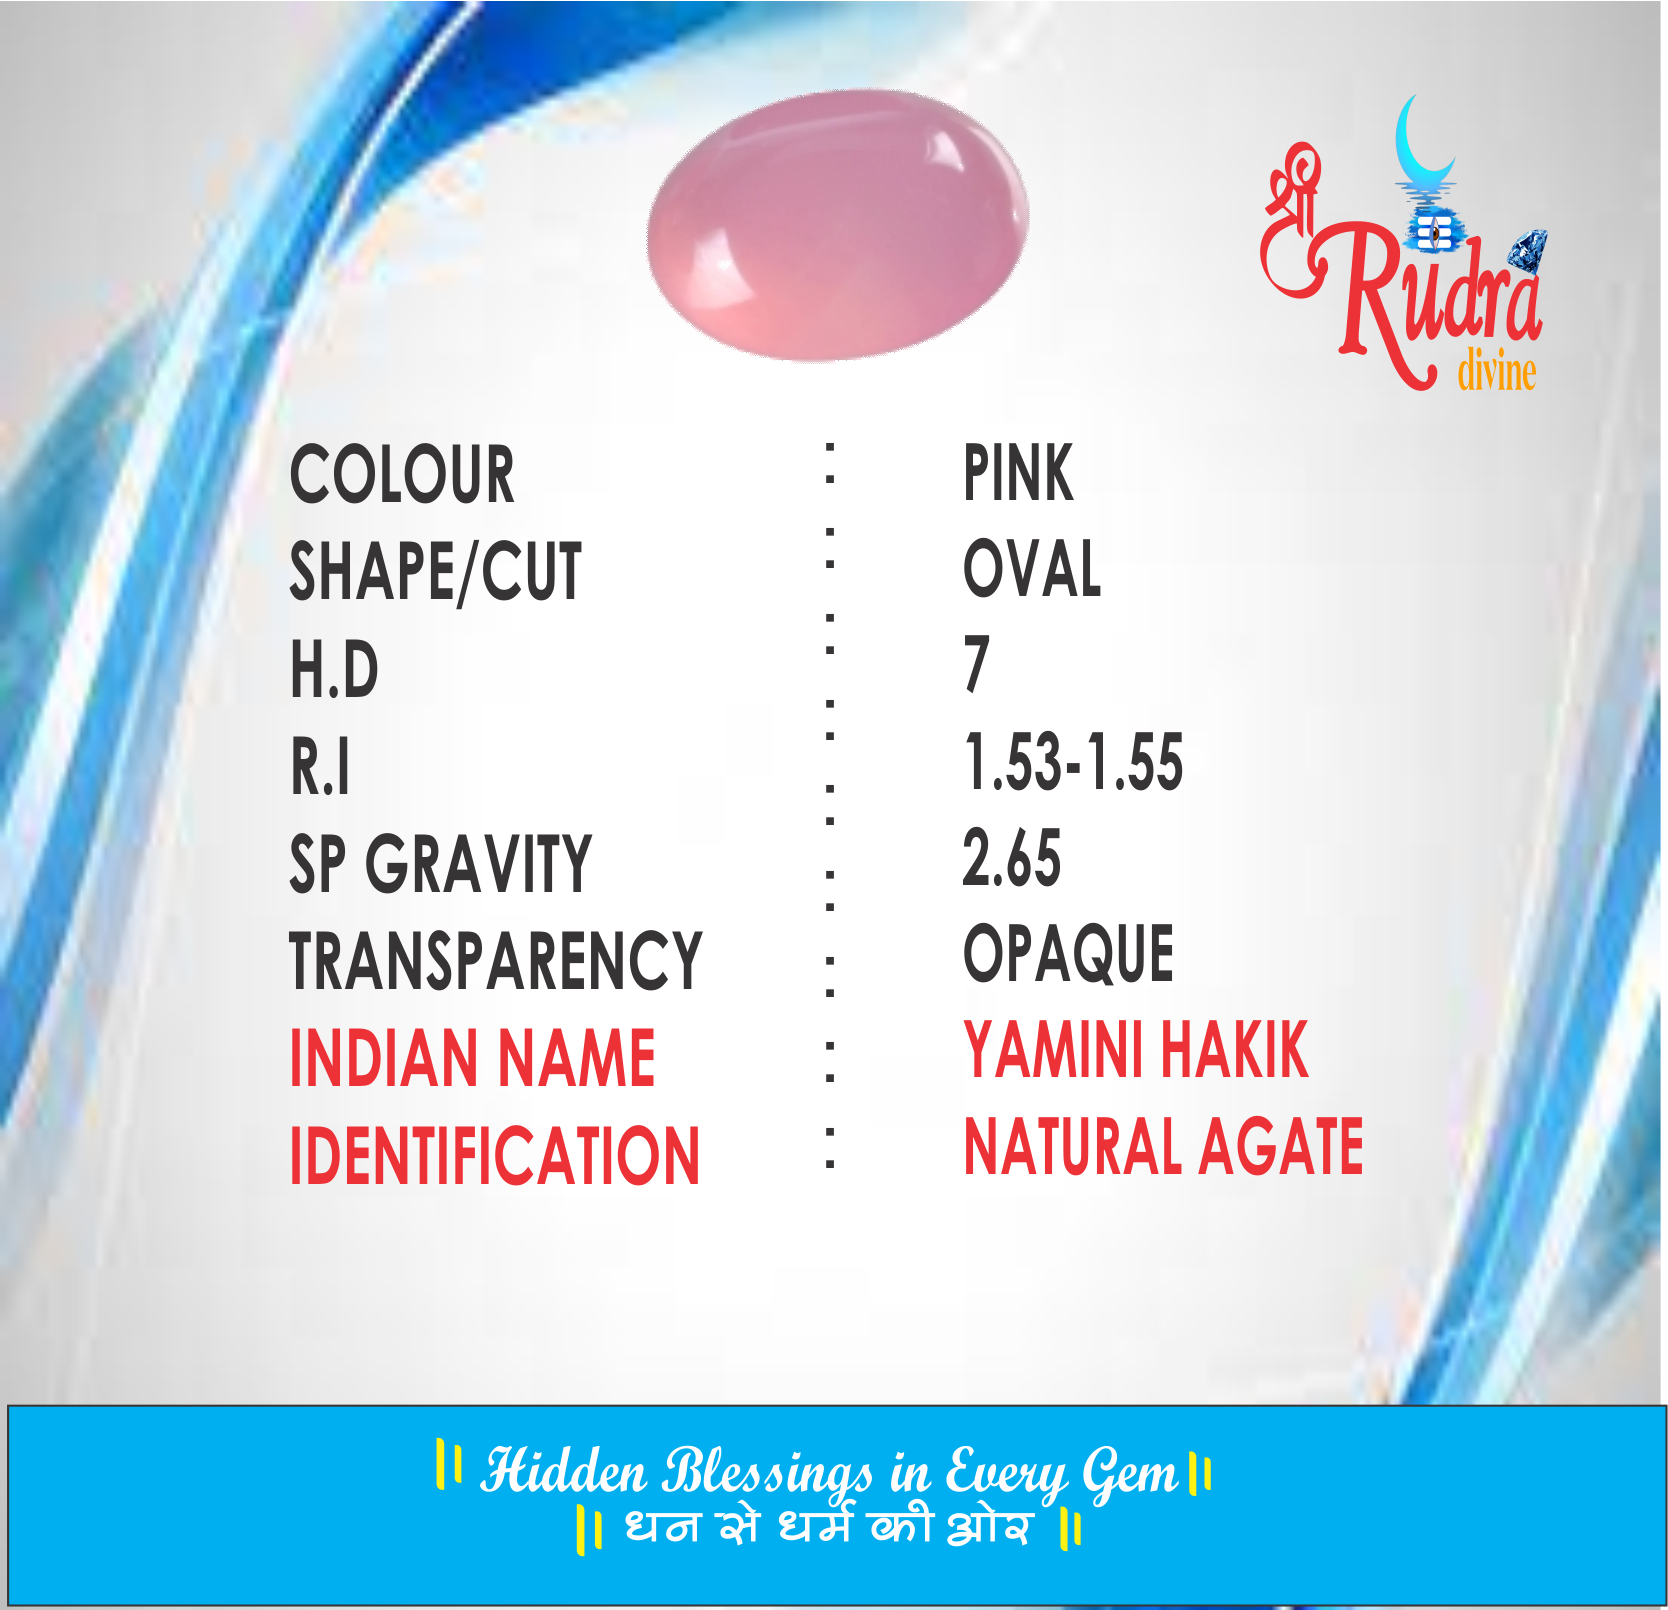 श्री Rudra
divine
COLOUR : PINK
SHAPE/CUT : OVAL
H.D : 7
R.I : 1.53-1.55
SP GRAVITY : 2.65
TRANSPARENCY : OPAQUE
INDIAN NAME : YAMINI HAKIK
IDENTIFICATION : NATURAL AGATE
|| Hidden Blessings in Every Gem ||
|| धन से धर्म की ओर ||